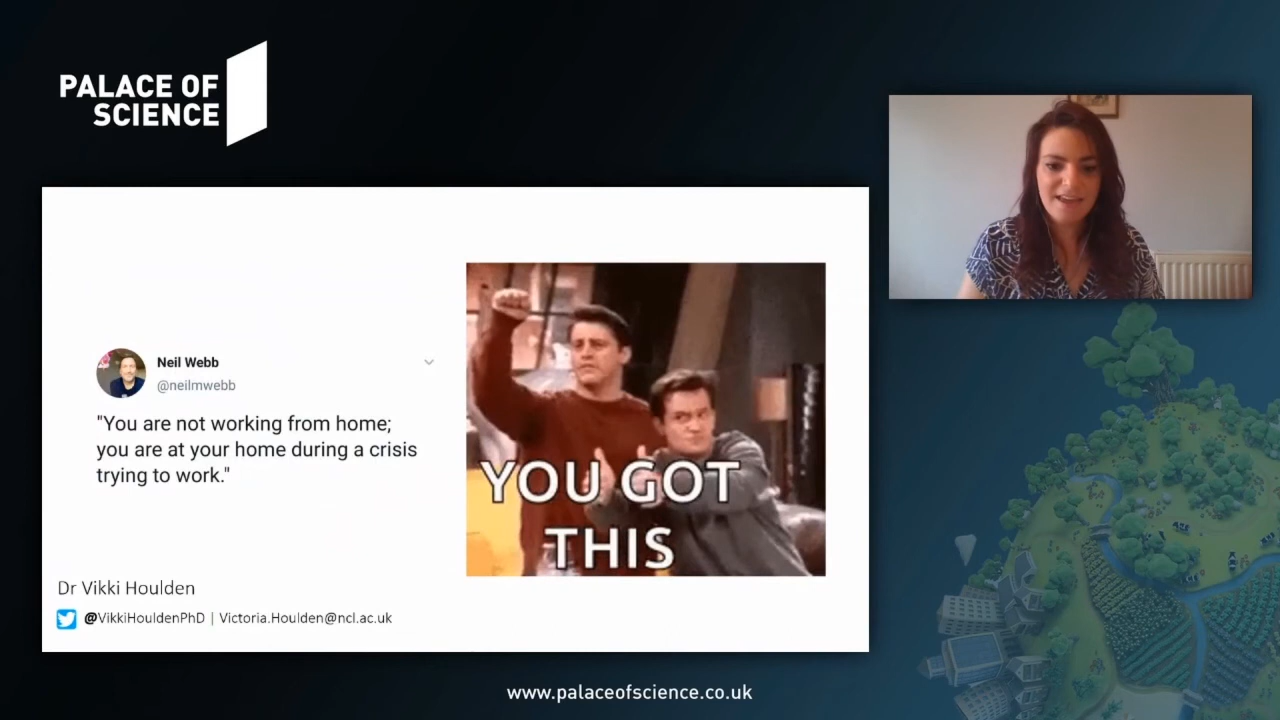 PALACE OF
SCIENCE
Neil Webb
@neilmwebb
"You are not working from home;
you are at your home during a crisis
trying to work."
YOU GOT
THIS
Dr Vikki Houlden
@VikkiHouldenPhD | Victoria.Houlden@ncl.ac.uk
www.palaceofscience.co.uk